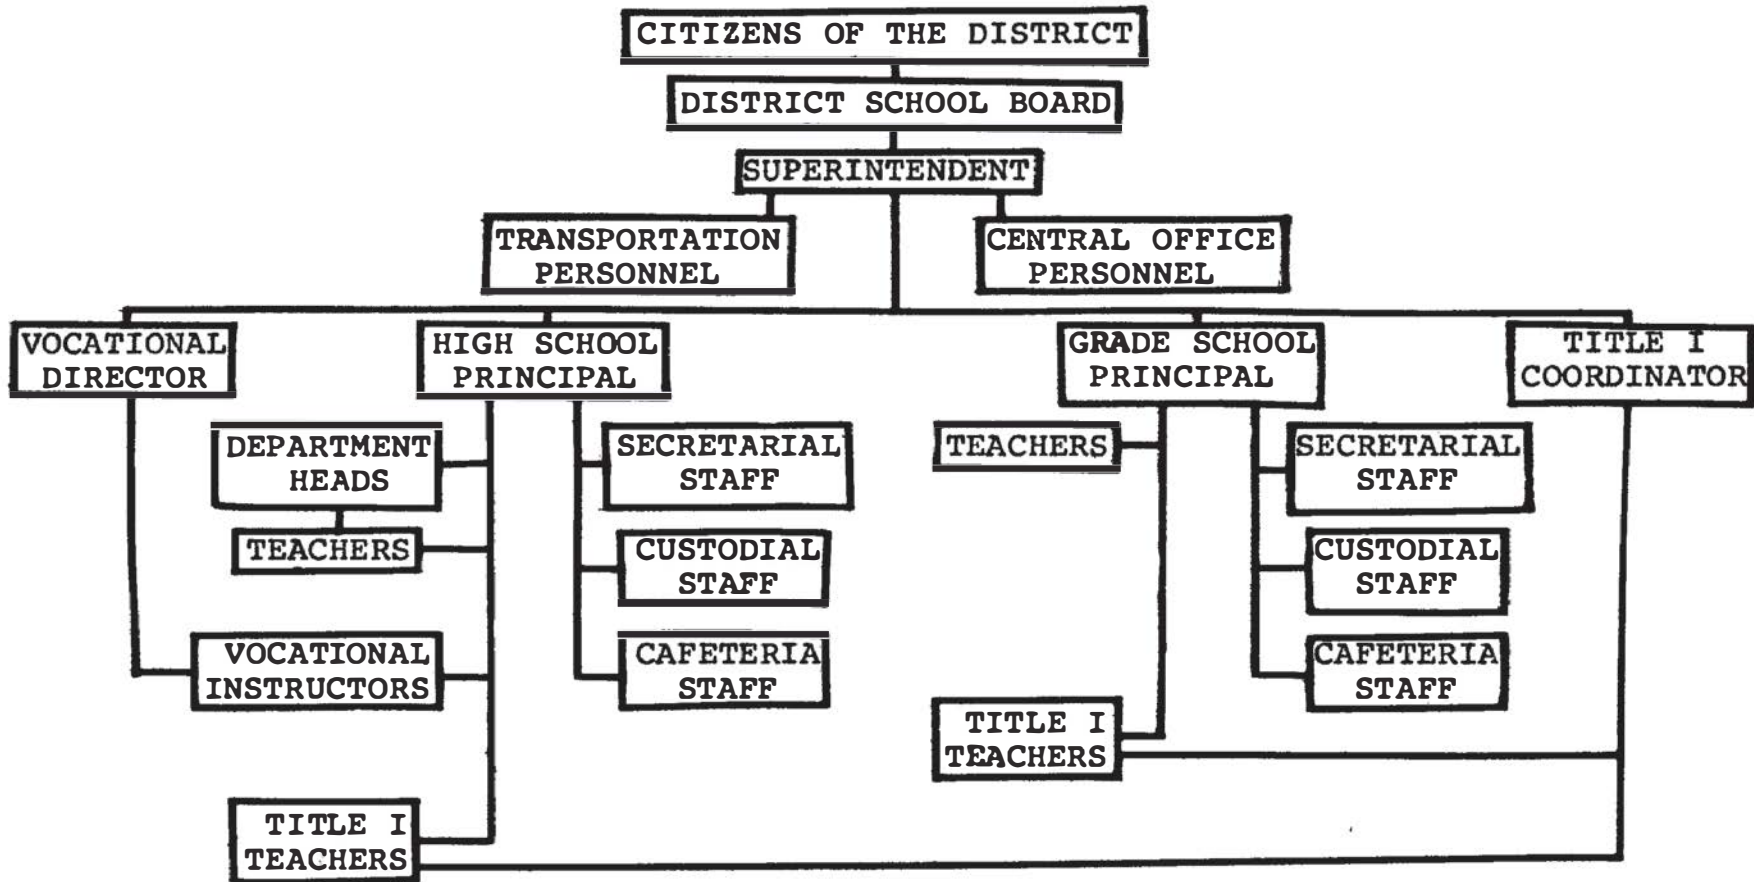 CITIZENS OF THE DISTRICT
DISTRICT SCHOOL BOARD
SUPERINTENDENT
TRANSPORTATION
PERSONNEL
CENTRAL OFFICE
PERSONNEL
VOCATIONAL
DIRECTOR
HIGH SCHOOL
PRINCIPAL
GRADE SCHOOL
PRINCIPAL
TITLE I
COORDINATOR
DEPARTMENT
HEADS
SECRETARIAL
STAFF
TEACHERS
SECRETARIAL
STAFF
TEACHERS
CUSTODIAL
STAFF
CUSTODIAL
STAFF
VOCATIONAL
INSTRUCTORS
CAFETERIA
STAFF
CAFETERIA
STAFF
TITLE I
TEACHERS
TITLE I
TEACHERS